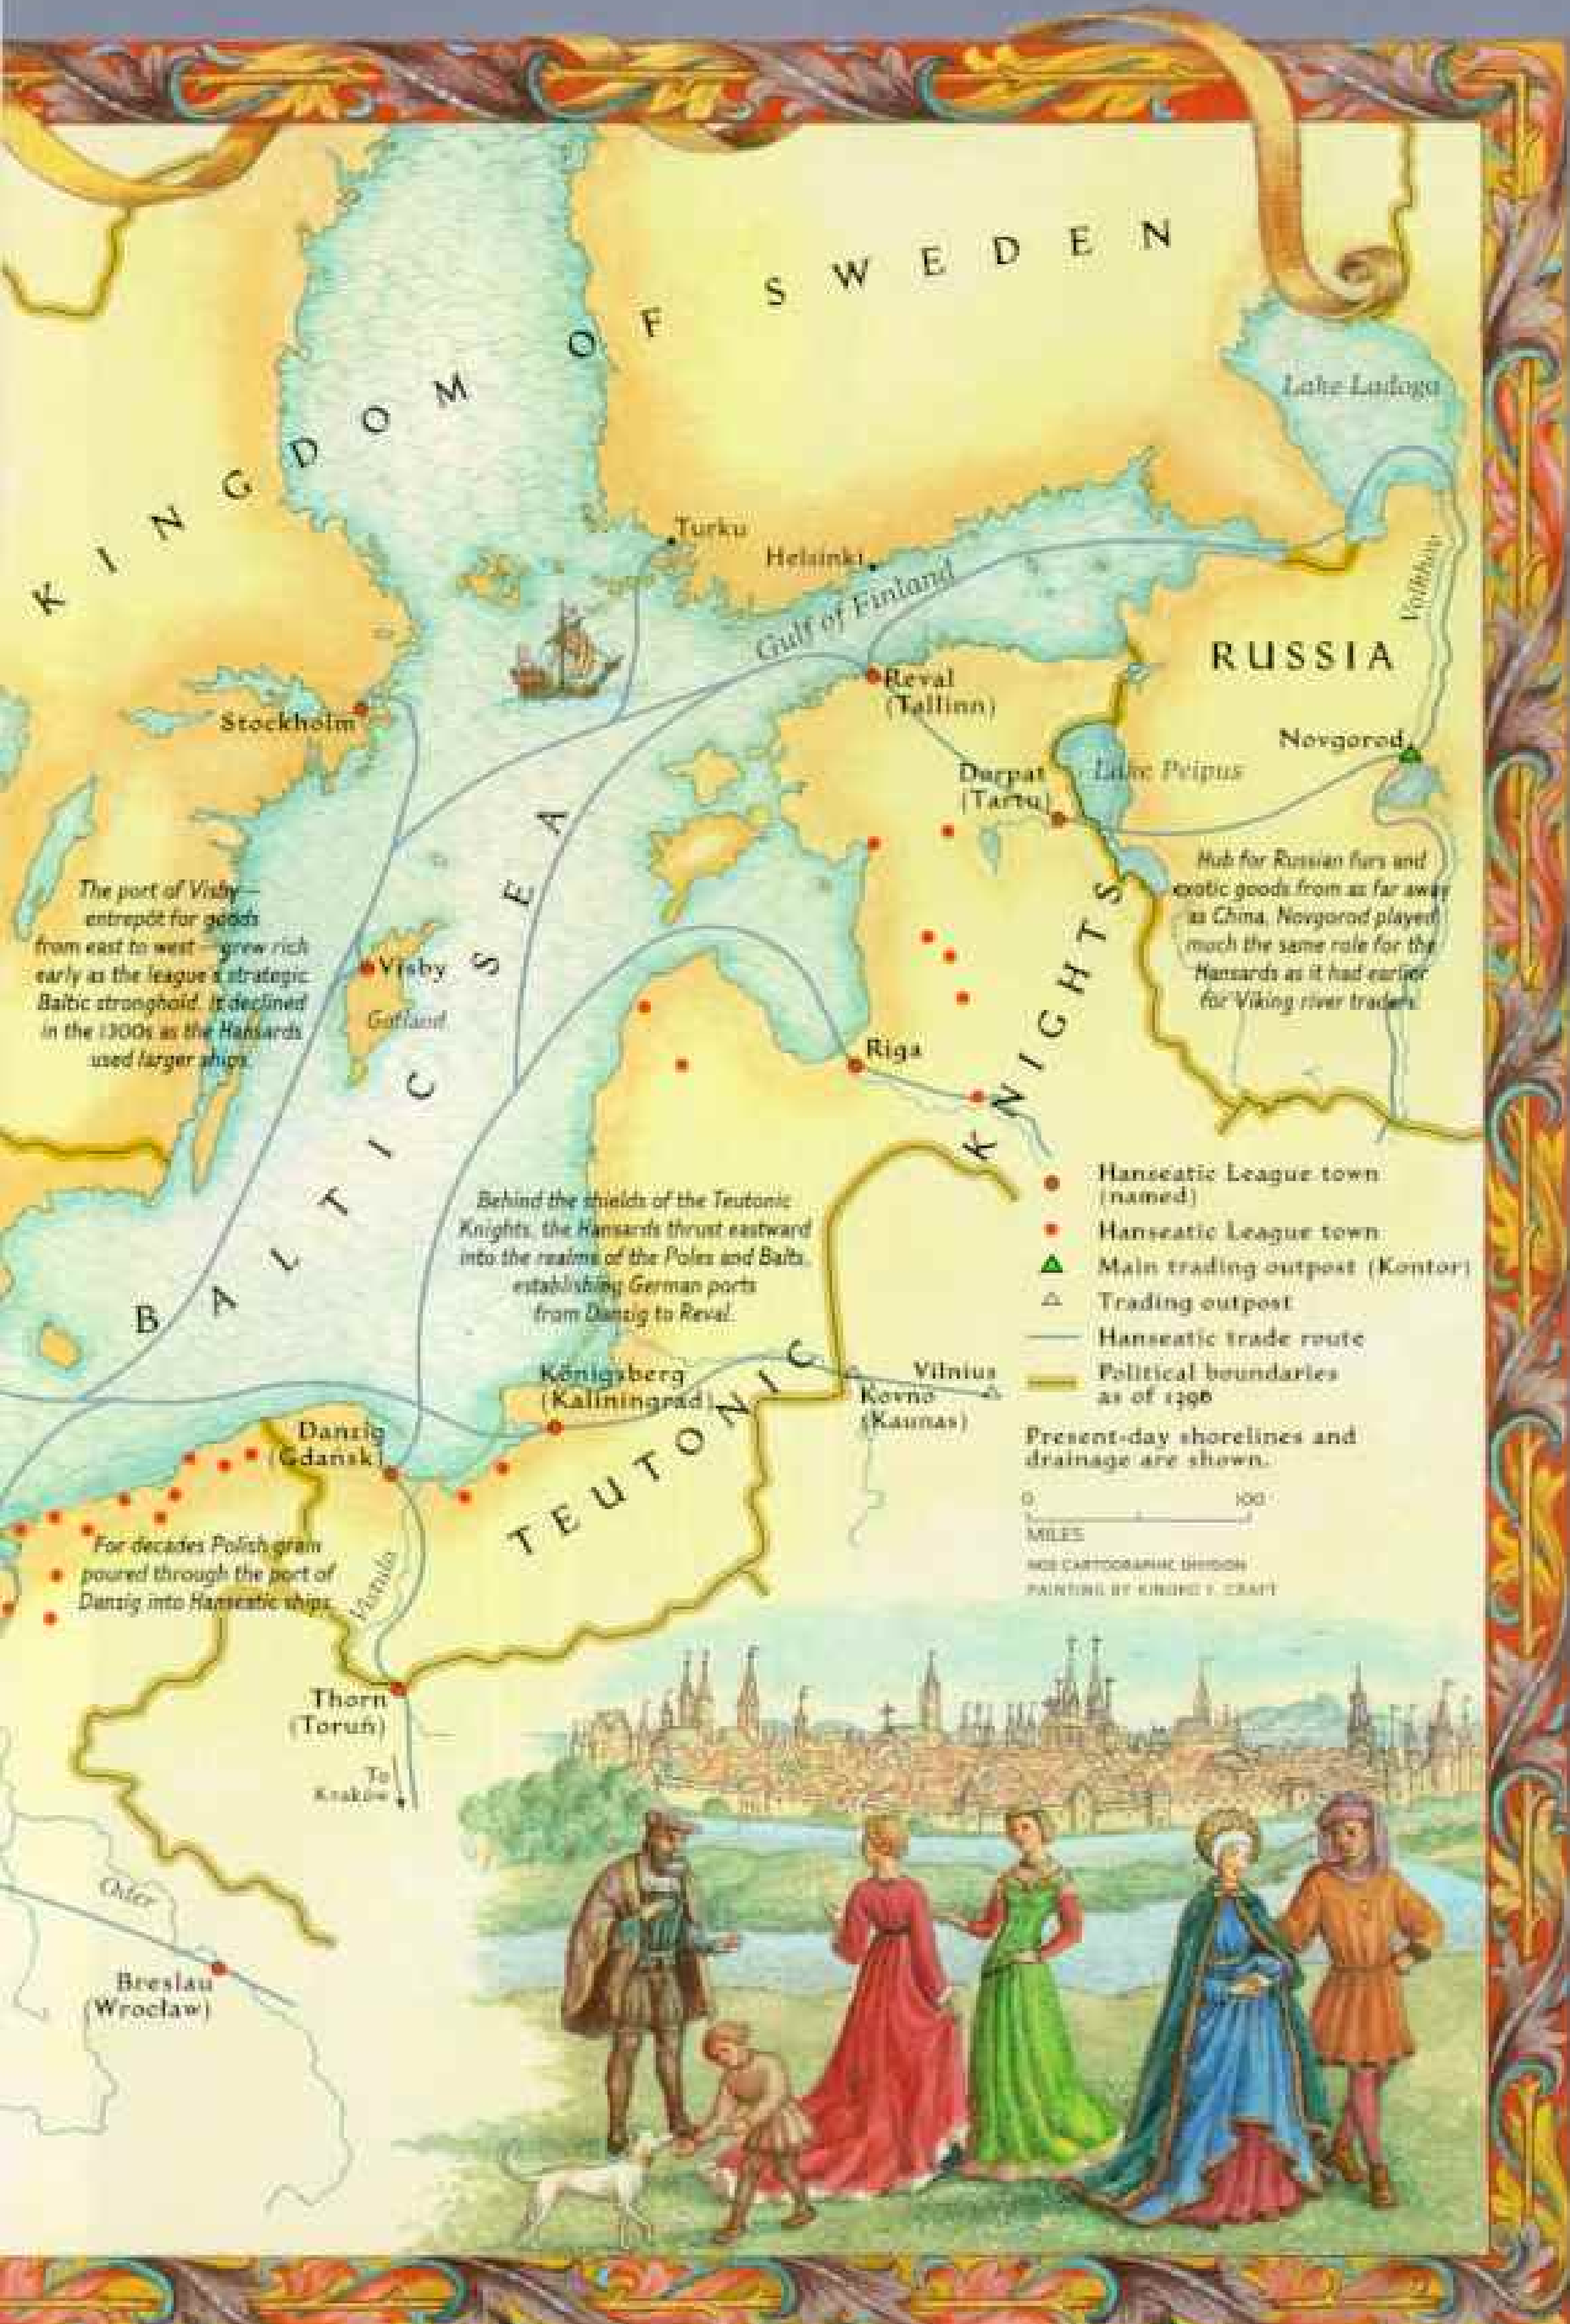 KINGDOM OF SWEDEN
Lake Ladoga
Turku
Helsinki
Gulf of Finland
Volkhov
RUSSIA
Reval
(Tallinn)
Stockholm
Novgorod
Dorpat
(Tartu)
Lake Peipus
Hub for Russian furs and
exotic goods from as far away
as China, Novgorod played
much the same role for the
Hansards as it had earlier
for Viking river traders.
The port of Visby—
entrepôt for goods
from east to west—grew rich
early as the league's strategic
Baltic stronghold. It declined
in the 1300s as the Hansards
used larger ships.
Visby
Gotland
BALTIC SEA
Riga
TEUTONIC KNIGHTS
Behind the shields of the Teutonic
Knights, the Hansards thrust eastward
into the realms of the Poles and Balts,
establishing German ports
from Danzig to Reval.
Hanseatic League town
(named)
Hanseatic League town
Main trading outpost (Kontor)
Trading outpost
Hanseatic trade route
Political boundaries
as of 1396
Present-day shorelines and
drainage are shown.
0 100
MILES
NGS CARTOGRAPHIC DIVISION
PAINTING BY KINUKO Y. CRAFT
Königsberg
(Kaliningrad)
Vilnius
Kovno
(Kaunas)
Danzig
(Gdańsk)
For decades Polish grain
poured through the port of
Danzig into Hanseatic ships.
Vistula
Thorn
(Toruń)
To
Kraków
Oder
Breslau
(Wrocław)